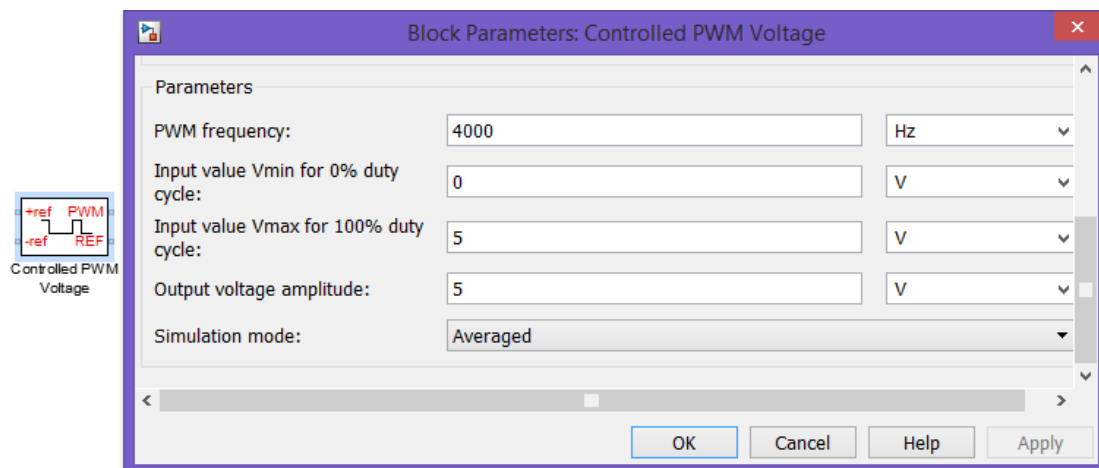 Block Parameters: Controlled PWM Voltage
Parameters
PWM frequency: 4000 Hz
Input value Vmin for 0% duty
cycle: 0 V
Input value Vmax for 100% duty
cycle: 5 V
Output voltage amplitude: 5 V
Simulation mode: Averaged
OK Cancel Help Apply
+ref PWM
-ref REF
Controlled PWM
Voltage